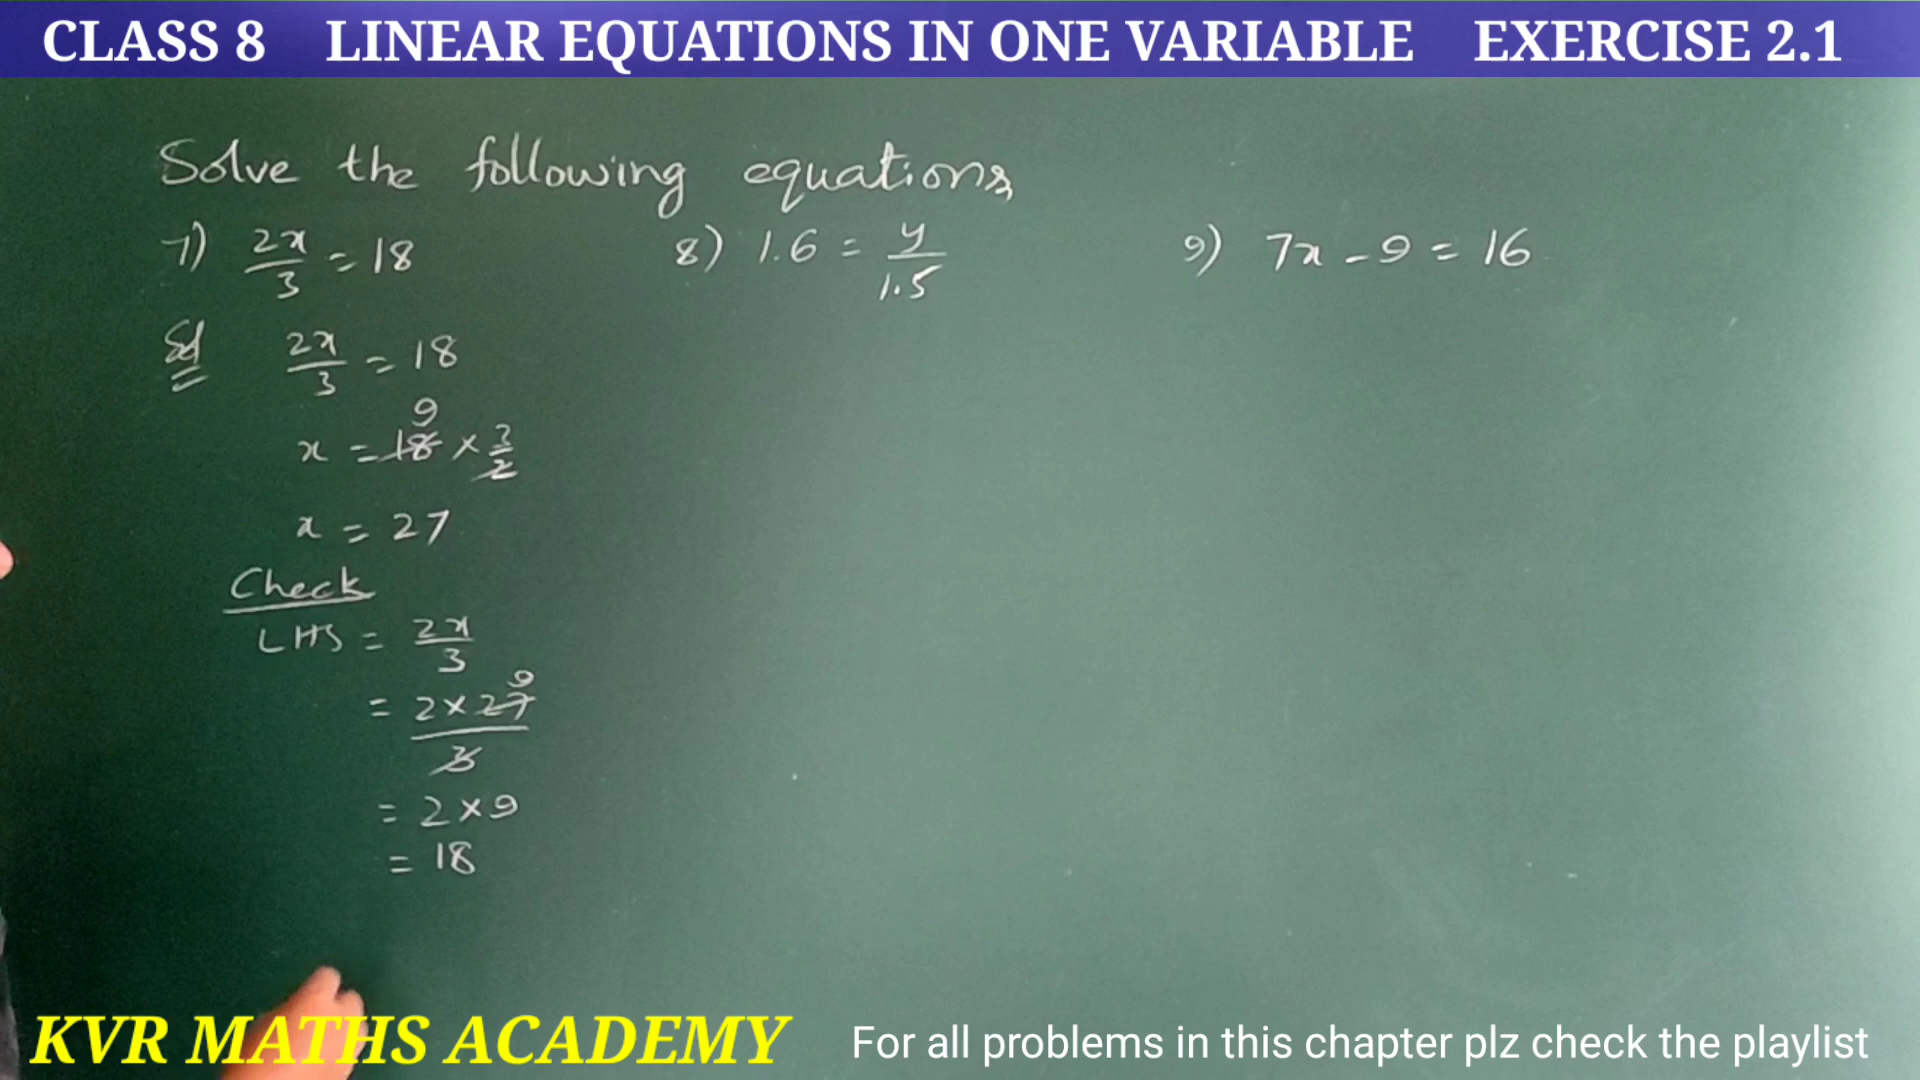 CLASS 8 LINEAR EQUATIONS IN ONE VARIABLE EXERCISE 2.1
Solve the following equations
7) 2x/3 = 18 8) 1.6 = y/1.5 9) 7x - 9 = 16
Sol 2x/3 = 18
9
x = 18 × 3/2
x = 27
Check
LHS = 2x/3
9
= 2 × 27/3
= 2 × 9
= 18
KVR MATHS ACADEMY For all problems in this chapter plz check the playlist